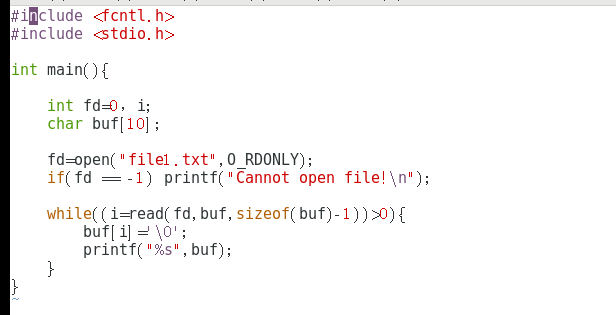 #include <fcntl.h>
#include <stdio.h>
int main(){
int fd=0, i;
char buf[10];
fd=open("file1.txt",O_RDONLY);
if(fd == -1) printf("Cannot open file!\n");
while((i=read(fd,buf,sizeof(buf)-1))>0){
buf[i]='\0';
printf("%s",buf);
}
}
~